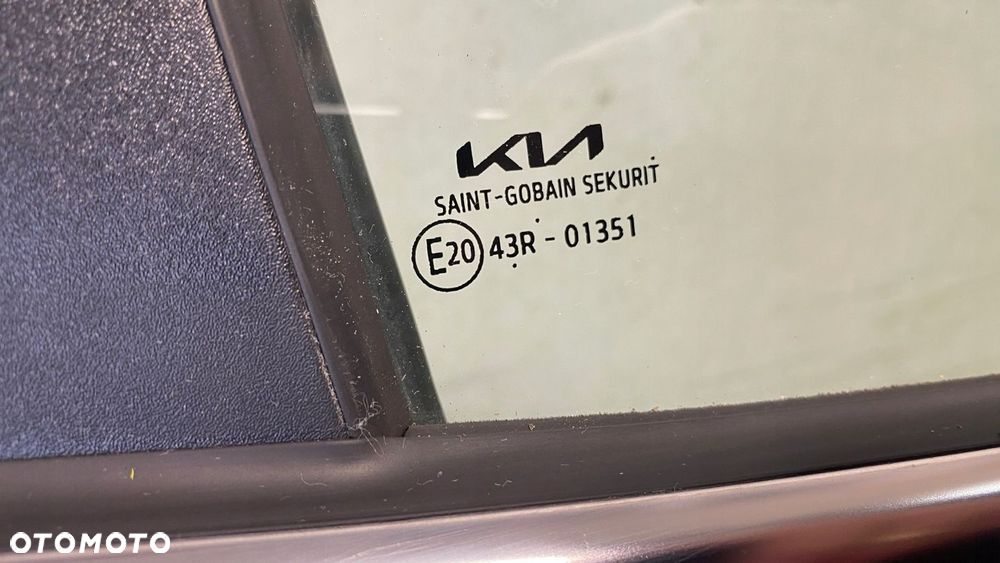 KIA
SAINT-GOBAIN SEKURIT
E20 43R - 01351
OTOMOTO